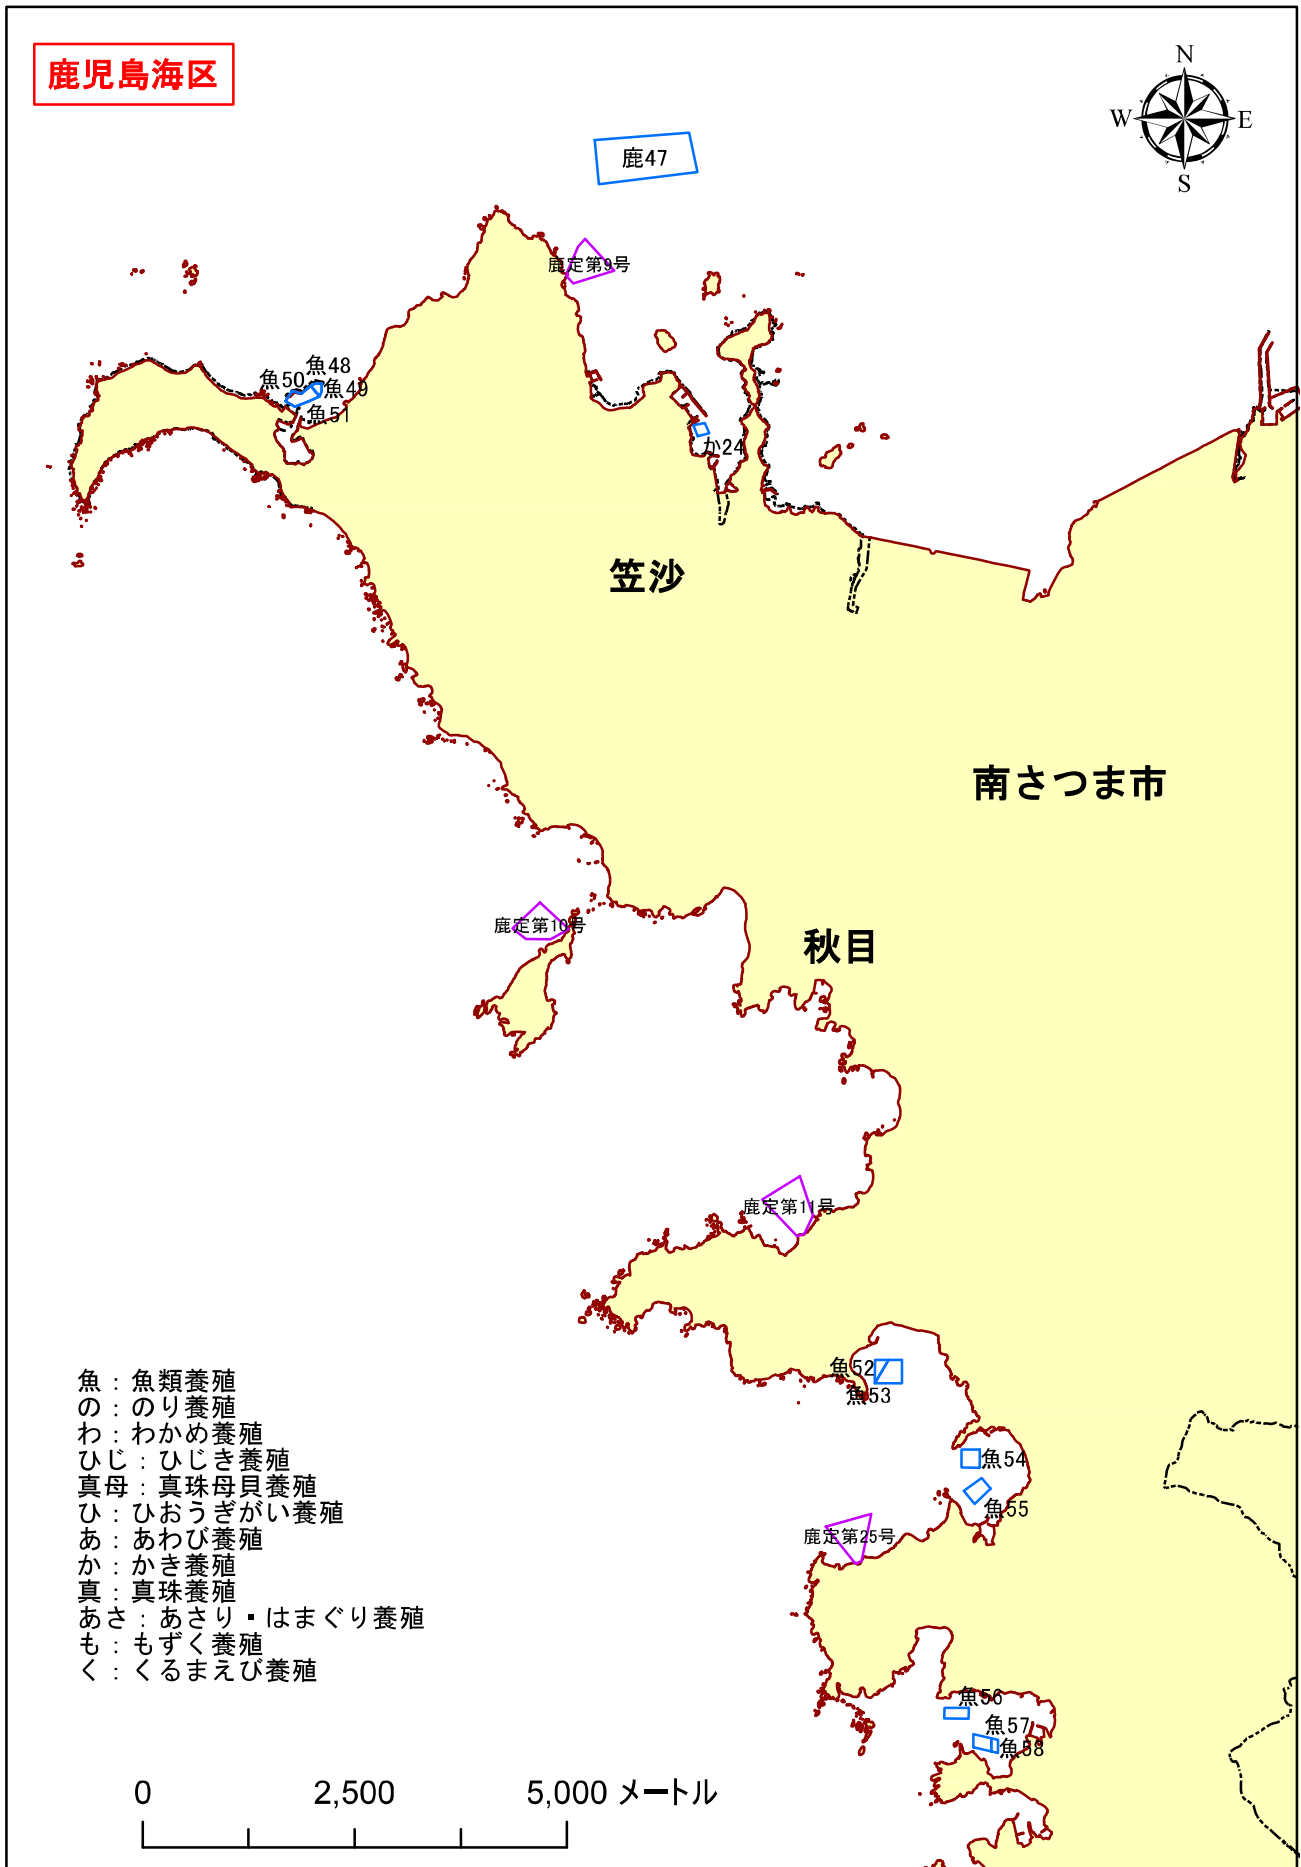 鹿児島海区
N
W
E
S
鹿47
鹿定第9号
魚48
魚50
魚49
魚51
か24
笠沙
南さつま市
鹿定第10号
秋目
鹿定第11号
魚52
魚53
魚54
魚55
鹿定第25号
魚：魚類養殖
の：のり養殖
わ：わかめ養殖
ひじ：ひじき養殖
真母：真珠母貝養殖
ひ：ひおうぎがい養殖
あ：あわび養殖
か：かき養殖
真：真珠養殖
あさ：あさり・はまぐり養殖
も：もずく養殖
く：くるまえび養殖
魚56
魚57
魚58
0 2,500 5,000 メートル